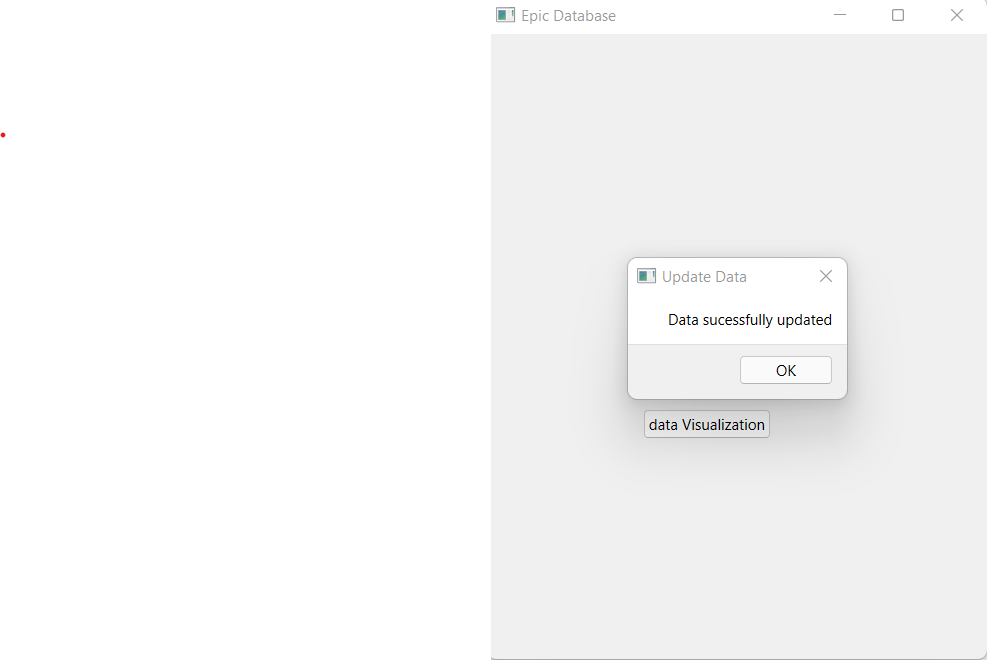 Epic Database
Update Data
Data sucessfully updated
OK
data Visualization